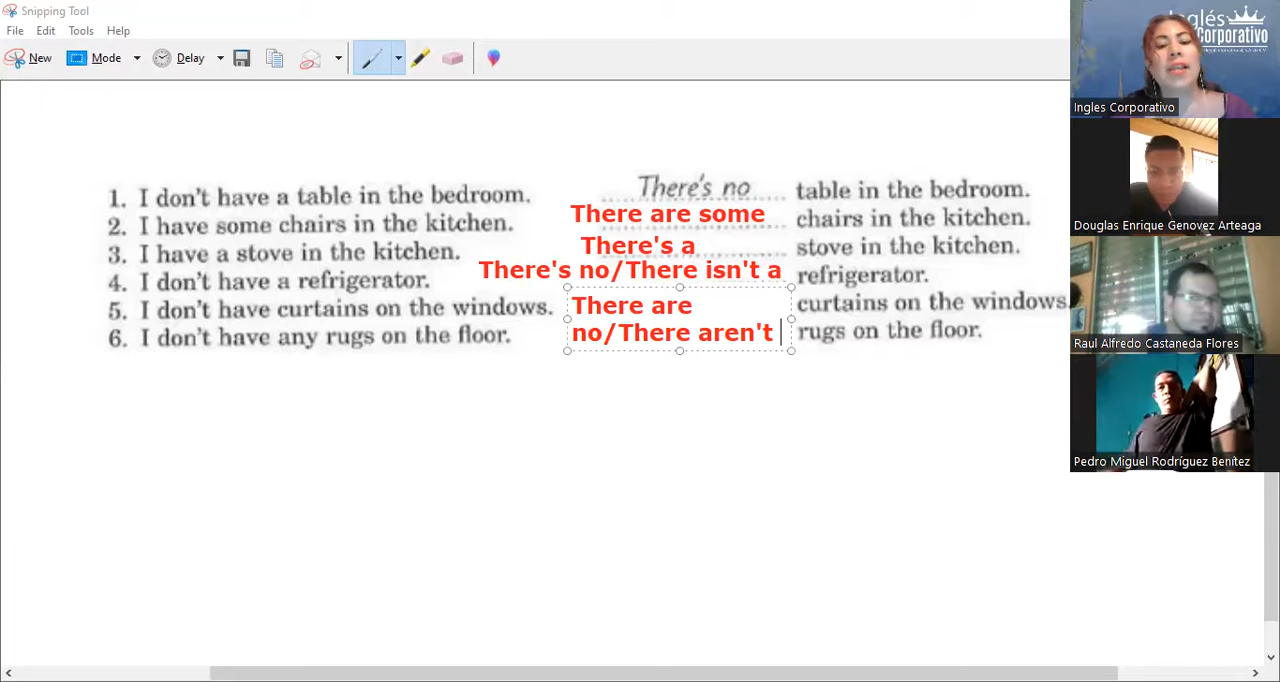 Snipping Tool
File Edit Tools Help
New Mode Delay
1. I don't have a table in the bedroom. There's no table in the bedroom.
2. I have some chairs in the kitchen. There are some chairs in the kitchen.
3. I have a stove in the kitchen. There's a stove in the kitchen.
4. I don't have a refrigerator. There's no/There isn't a refrigerator.
5. I don't have curtains on the windows. There are curtains on the windows.
6. I don't have any rugs on the floor. no/There aren't rugs on the floor.
Inglés
Corporativo
Ingles Corporativo
Douglas Enrique Genovez Arteaga
Raul Alfredo Castaneda Flores
Pedro Miguel Rodríguez Benítez